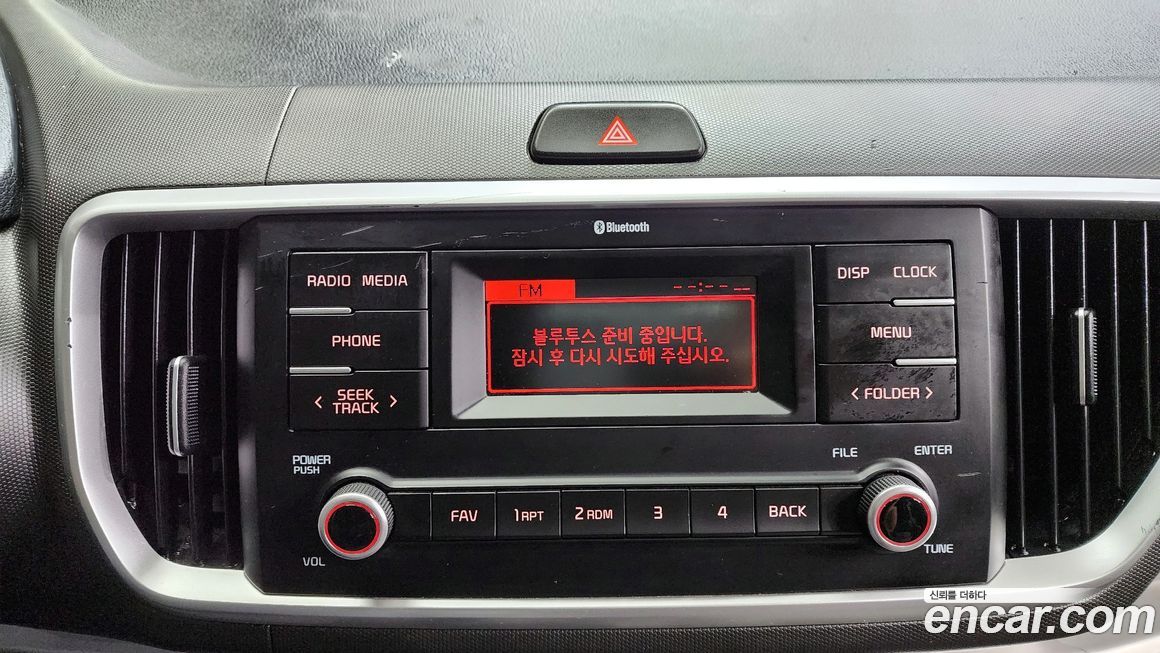 Bluetooth
RADIO MEDIA
DISP CLOCK
FM --:-- --
블루투스 준비 중입니다.
잠시 후 다시 시도해 주십시오.
PHONE
MENU
< SEEK TRACK >
< FOLDER >
POWER
PUSH
FILE
ENTER
FAV
1 RPT
2 RDM
3
4
BACK
VOL
TUNE
신뢰를 더하다
encar.com